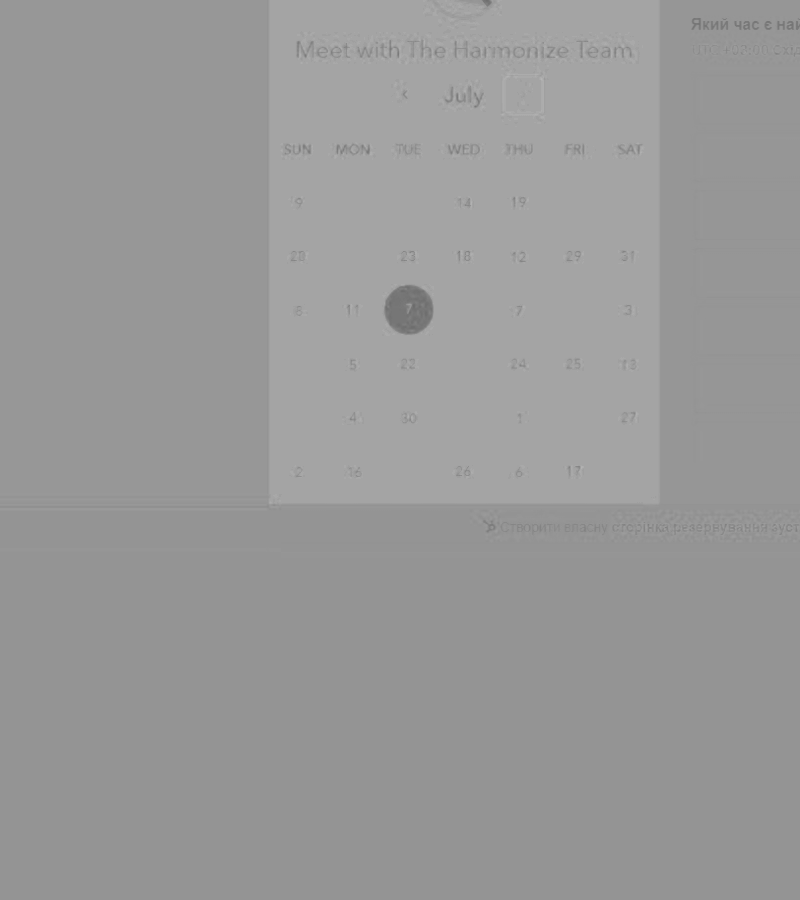 Який час є най
Meet with The Harmonize Team
< July >
SUN MON TUE WED THU FRI SAT
9 14 19
28 23 18 12 29 31
8 11 7 7 3
5 22 24 25 13
4 30 1 27
2 16 26 6 17
Створити власну сторінка резервування зуст